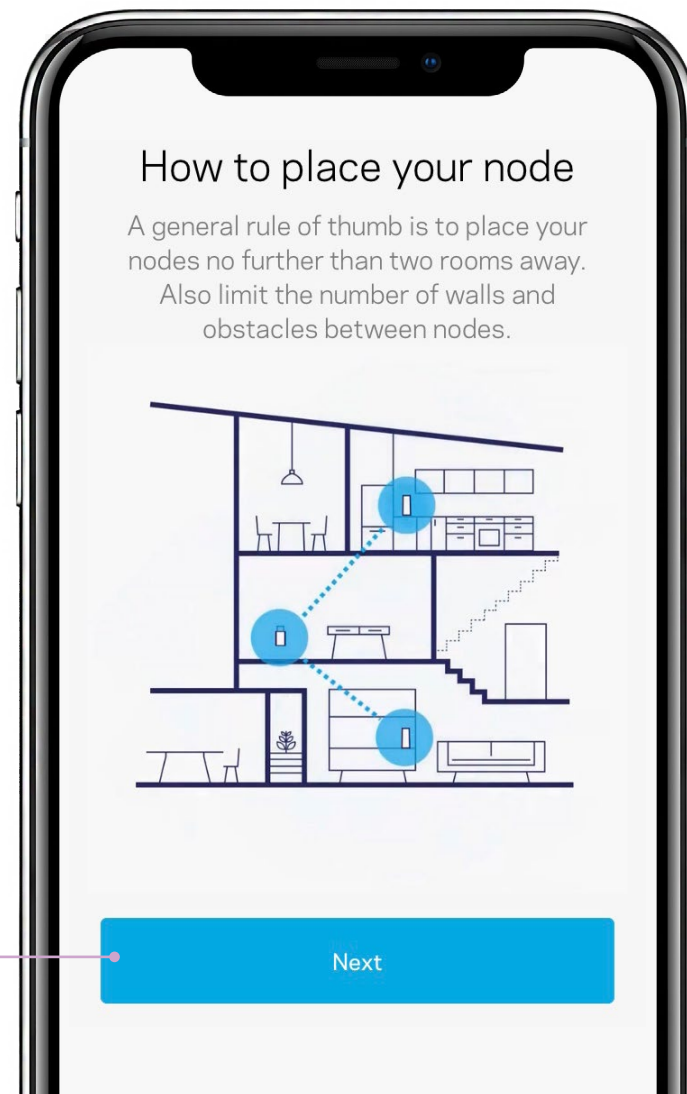 How to place your node
A general rule of thumb is to place your
nodes no further than two rooms away.
Also limit the number of walls and
obstacles between nodes.
Next